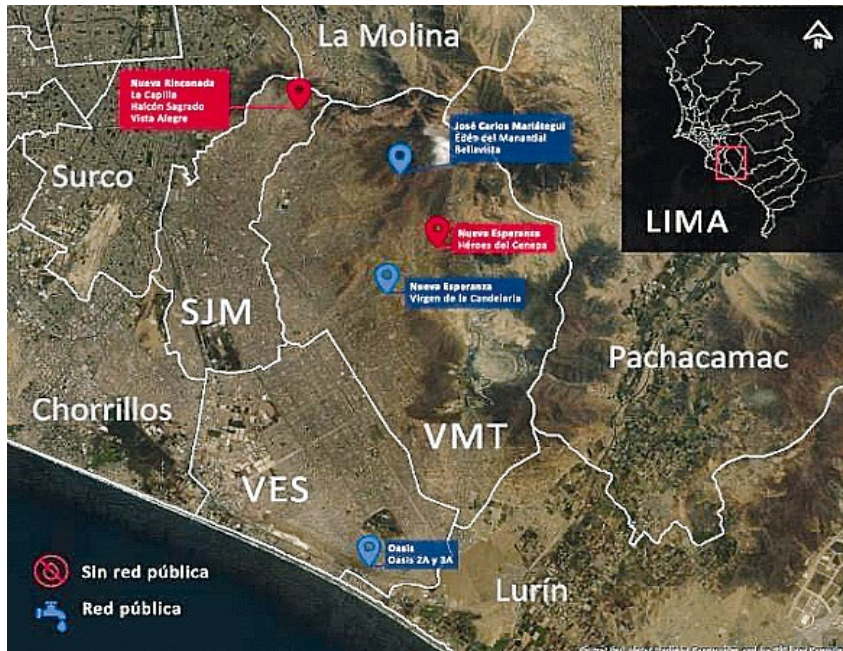 La Molina
N
Nueva Rinconada
La Capilla
Halcón Sagrado
Vista Alegre
José Carlos Mariátegui
Edén del Manantial
Bellavista
Surco
LIMA
Nueva Esperanza
Héroes del Cenepa
Nueva Esperanza
Virgen de la Candelaria
SJM
Pachacamac
Chorrillos
VMT
VES
Oasis
Oasis 2A y 3A
Sin red pública
Lurín
Red pública